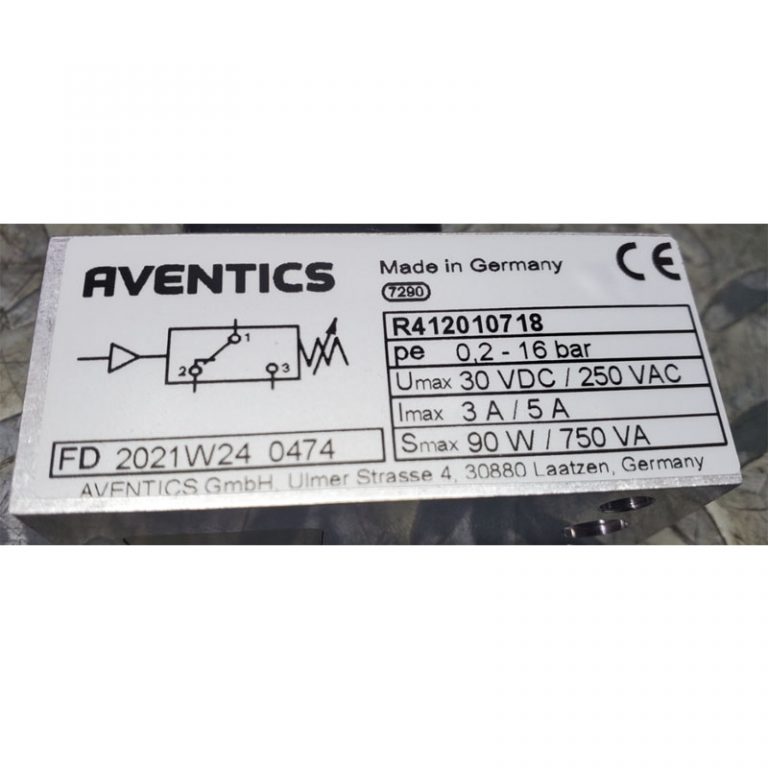 AVENTICS
Made in Germany
CE
7290
R412010718
pe 0,2 - 16 bar
Umax 30 VDC / 250 VAC
Imax 3 A / 5 A
Smax 90 W / 750 VA
1
2
3
FD 2021W24 0474
AVENTICS GmbH, Ulmer Strasse 4, 30880 Laatzen, Germany